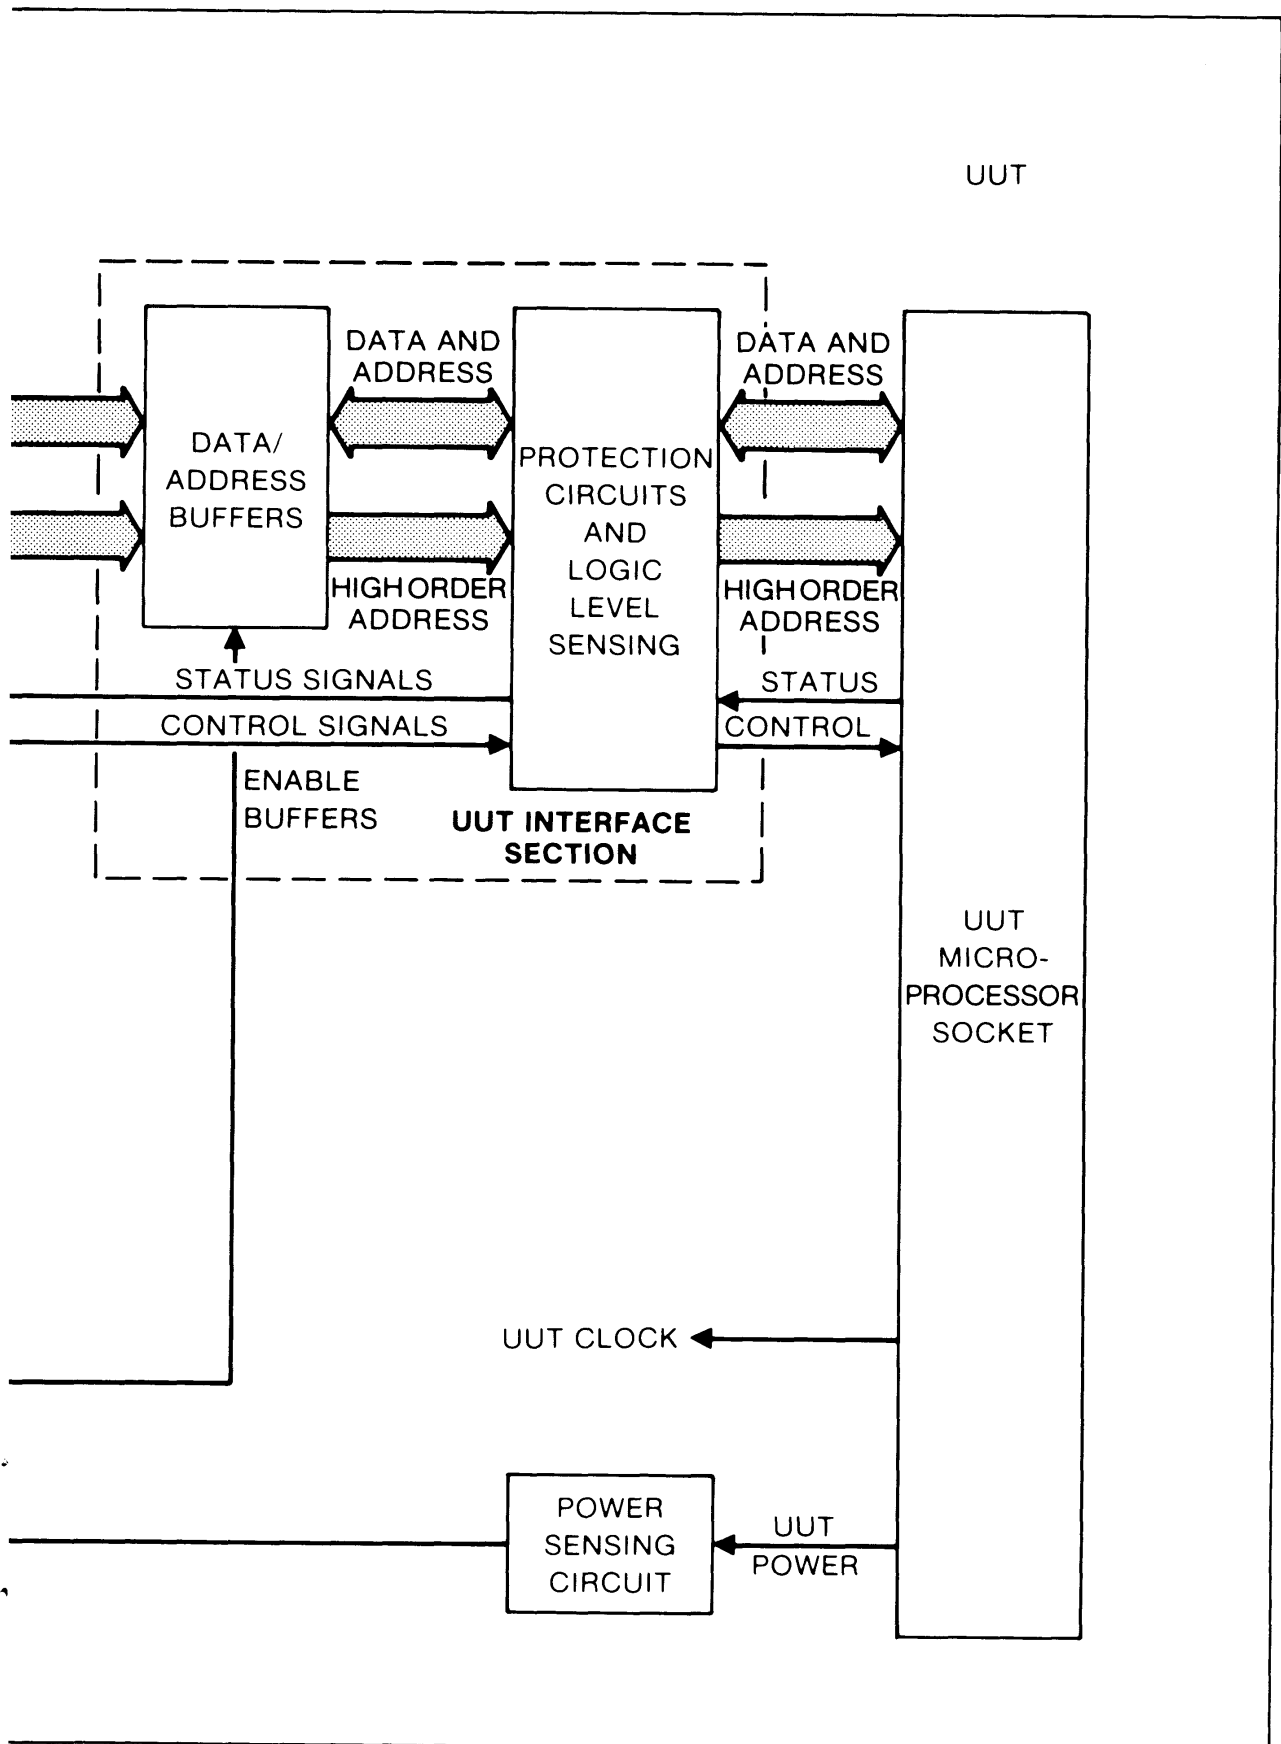 UUT
DATA AND
ADDRESS
DATA AND
ADDRESS
DATA/
ADDRESS
BUFFERS
PROTECTION
CIRCUITS
AND
LOGIC
LEVEL
SENSING
HIGH ORDER
ADDRESS
HIGH ORDER
ADDRESS
STATUS SIGNALS
STATUS
CONTROL SIGNALS
CONTROL
ENABLE
BUFFERS
UUT INTERFACE
SECTION
UUT
MICRO-
PROCESSOR
SOCKET
UUT CLOCK
POWER
SENSING
CIRCUIT
UUT
POWER